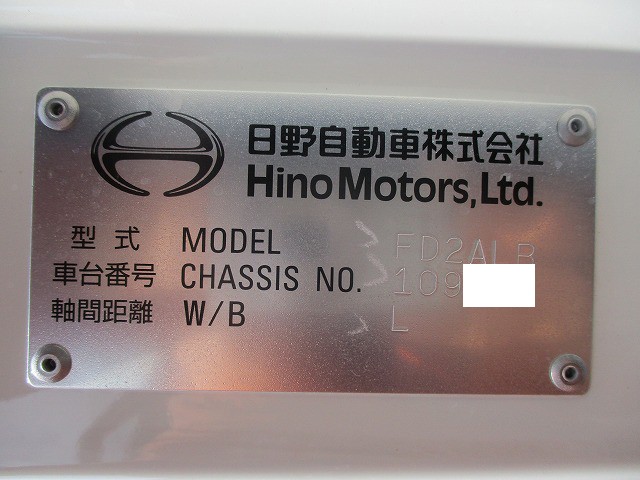 日野自動車株式会社
Hino Motors, Ltd.
型式 MODEL FD2ALB
車台番号 CHASSIS NO. 109
軸間距離 W/B L